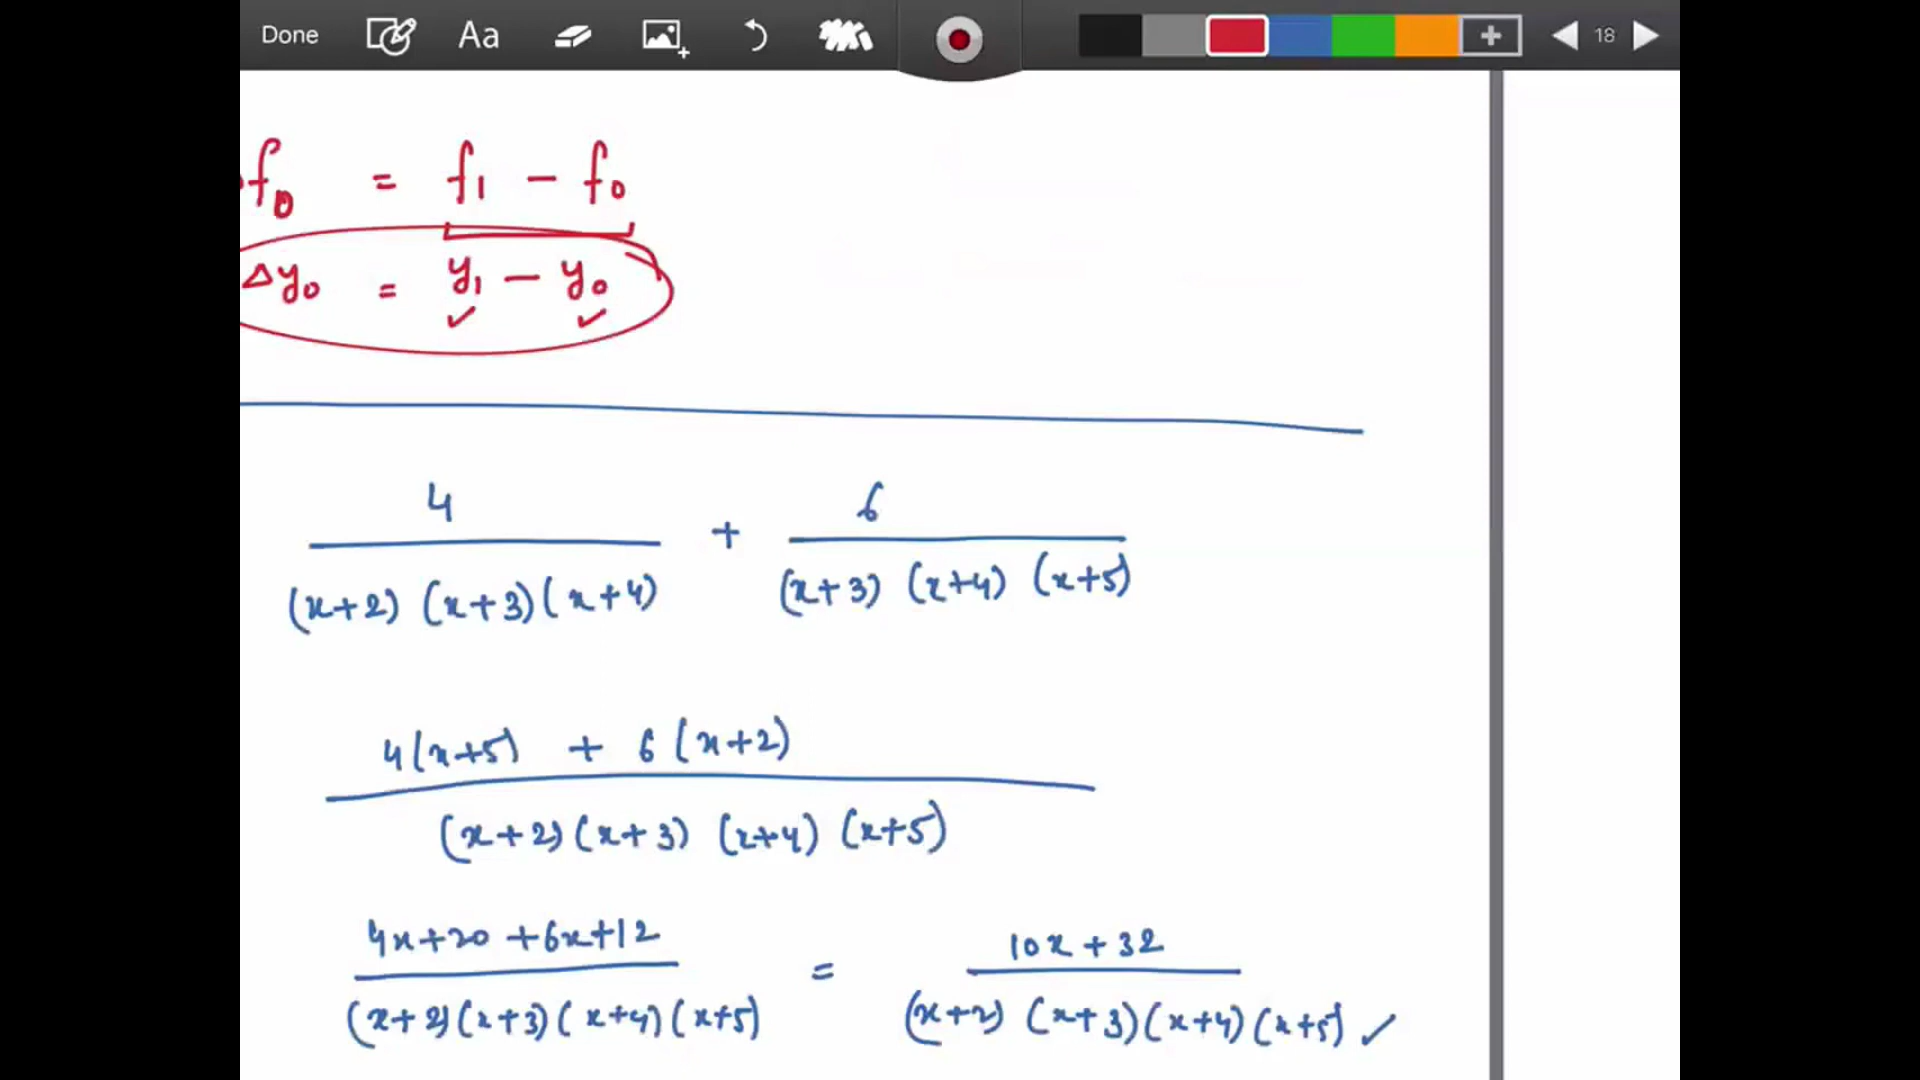 Done Aa 18
f₀ = f₁ - f₀
Δy₀ = y₁ - y₀
4/((x+2)(x+3)(x+4)) + 6/((x+3)(x+4)(x+5))
(4(x+5) + 6(x+2))/((x+2)(x+3)(x+4)(x+5))
(4x+20+6x+12)/((x+2)(x+3)(x+4)(x+5)) = (10x+32)/((x+2)(x+3)(x+4)(x+5)) ✓